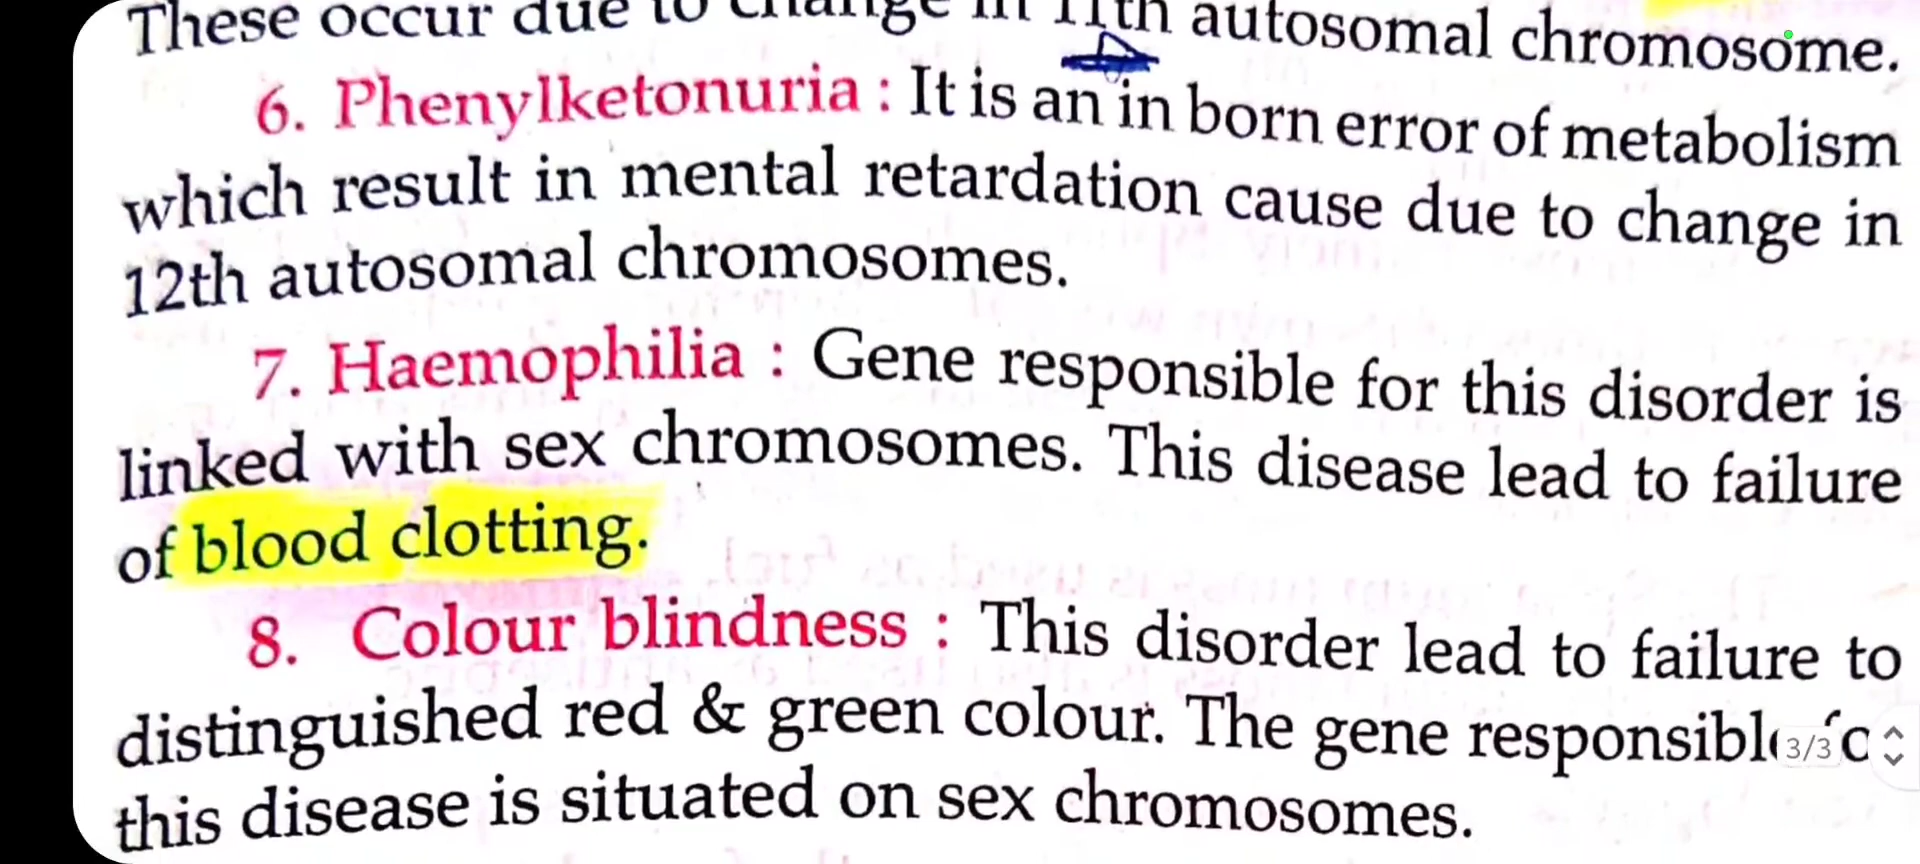 These occur due to change in 11th autosomal chromosome.
6. Phenylketonuria : It is an in born error of metabolism
which result in mental retardation cause due to change in
12th autosomal chromosomes.
7. Haemophilia : Gene responsible for this disorder is
linked with sex chromosomes. This disease lead to failure
of blood clotting.
8. Colour blindness : This disorder lead to failure to
distinguished red & green colour. The gene responsible
3/3
this disease is situated on sex chromosomes.